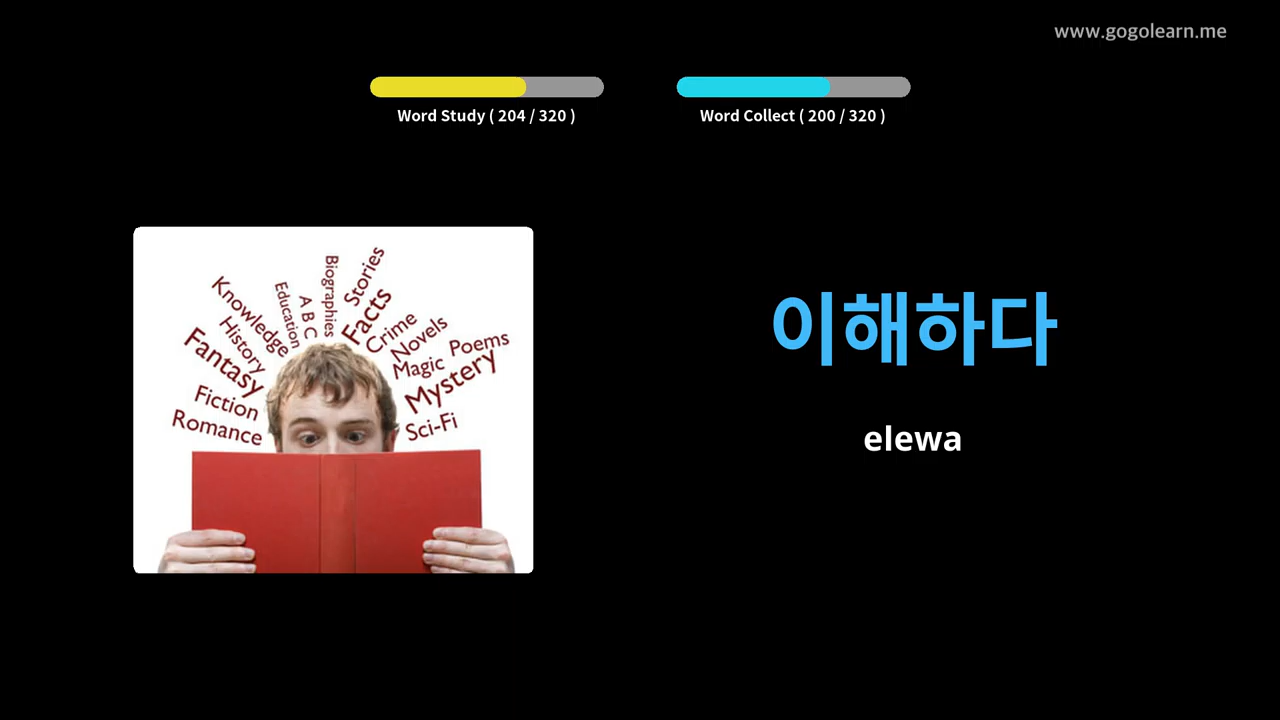 www.gogolearn.me
Word Study ( 204 / 320 )
Word Collect ( 200 / 320 )
Knowledge
Education
A B C
Biographies
Stories
Facts
History
Crime
Novels
Fantasy
Magic
Poems
Fiction
Mystery
Romance
Sci-Fi
이해하다
elewa